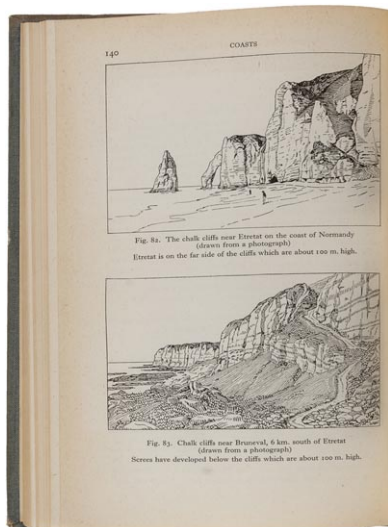 140
COASTS
Fig. 82. The chalk cliffs near Etretat on the coast of Normandy
(drawn from a photograph)
Etretat is on the far side of the cliffs which are about 100 m. high.
Fig. 83. Chalk cliffs near Bruneval, 6 km. south of Etretat
(drawn from a photograph)
Screes have developed below the cliffs which are about 100 m. high.